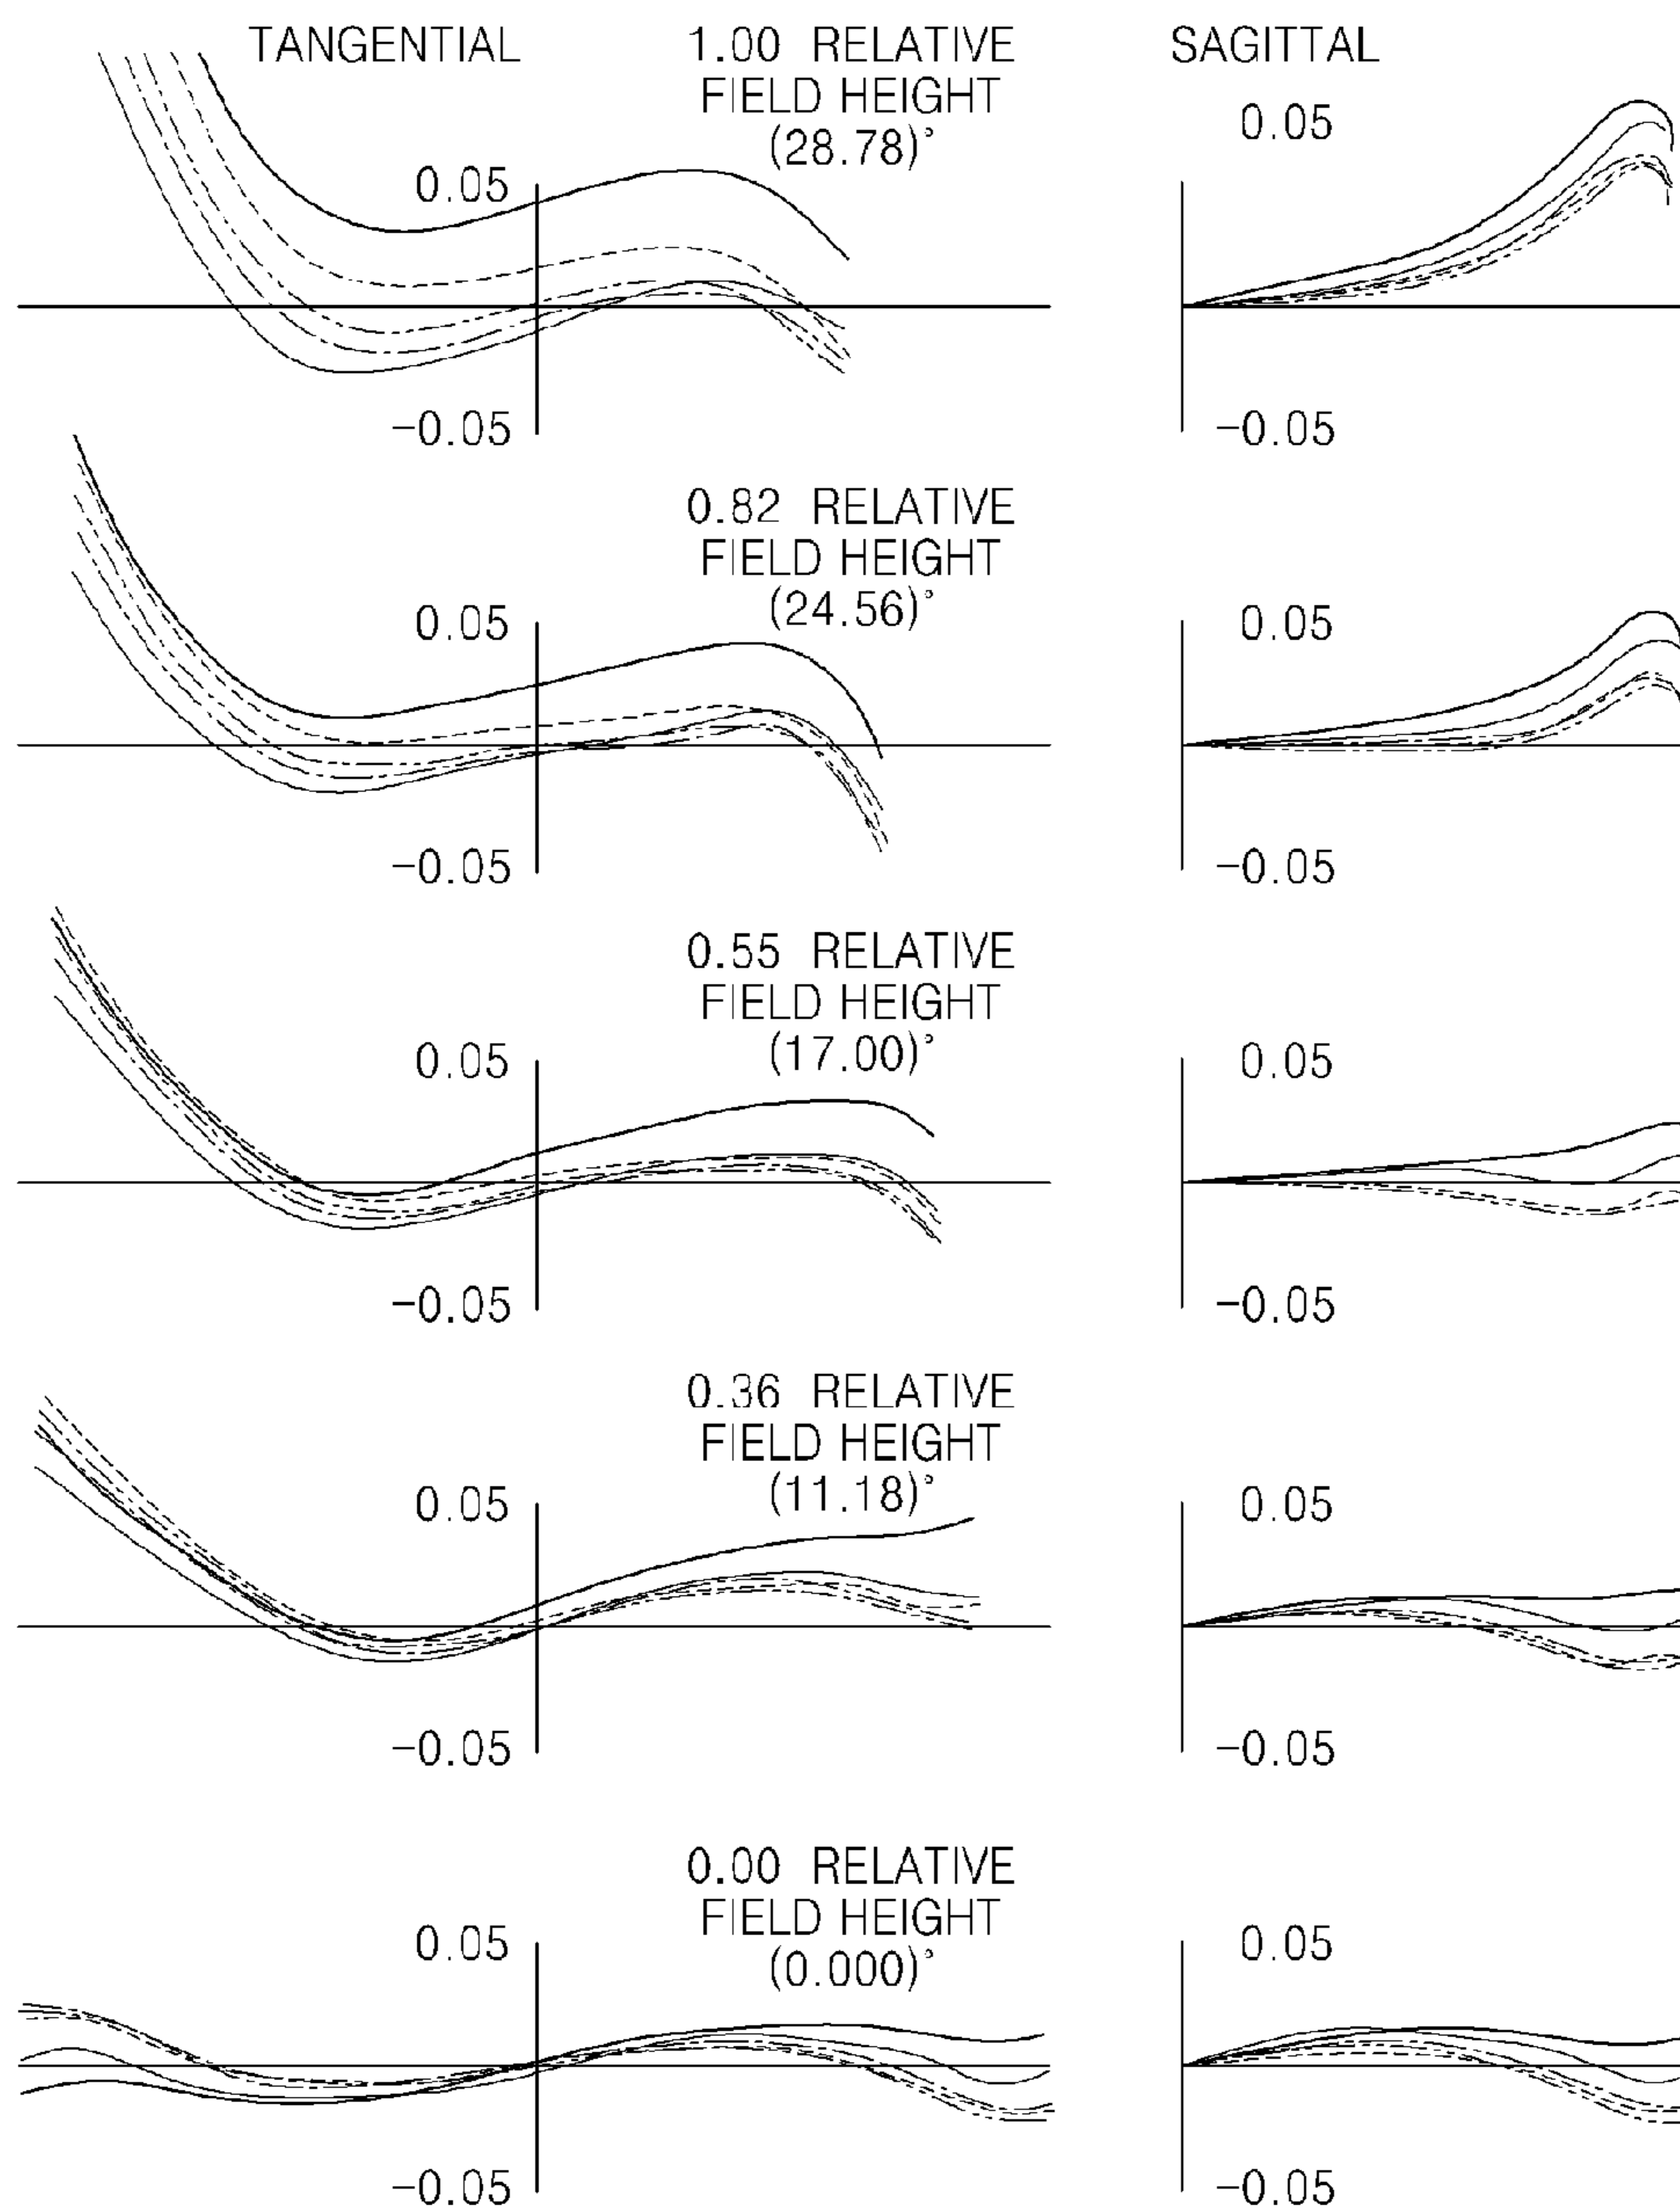 TANGENTIAL
1.00 RELATIVE
FIELD HEIGHT
(28.78)°
SAGITTAL
0.05
0.05
-0.05
-0.05
0.82 RELATIVE
FIELD HEIGHT
(24.56)°
0.05
0.05
-0.05
-0.05
0.55 RELATIVE
FIELD HEIGHT
(17.00)°
0.05
0.05
-0.05
-0.05
0.36 RELATIVE
FIELD HEIGHT
(11.18)°
0.05
0.05
-0.05
-0.05
0.00 RELATIVE
FIELD HEIGHT
(0.000)°
0.05
0.05
-0.05
-0.05